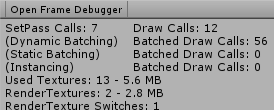 Open Frame Debugger
SetPass Calls: 7 Draw Calls: 12
(Dynamic Batching) Batched Draw Calls: 56
(Static Batching) Batched Draw Calls: 0
(Instancing) Batched Draw Calls: 0
Used Textures: 13 - 5.6 MB
RenderTextures: 2 - 2.8 MB
RenderTexture Switches: 1